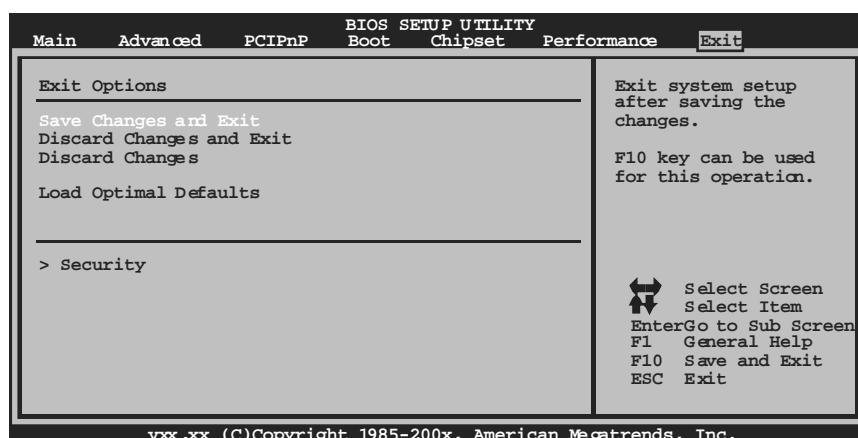 BIOS SETUP UTILITY
Main Advanced PCIPnP Boot Chipset Performance Exit
Exit Options
Save Changes and Exit
Discard Changes and Exit
Discard Changes
Load Optimal Defaults
> Security
Exit system setup
after saving the
changes.
F10 key can be used
for this operation.
Select Screen
Select Item
Enter Go to Sub Screen
F1 General Help
F10 Save and Exit
ESC Exit
vxx.xx (C)Copyright 1985-200x, American Megatrends, Inc.